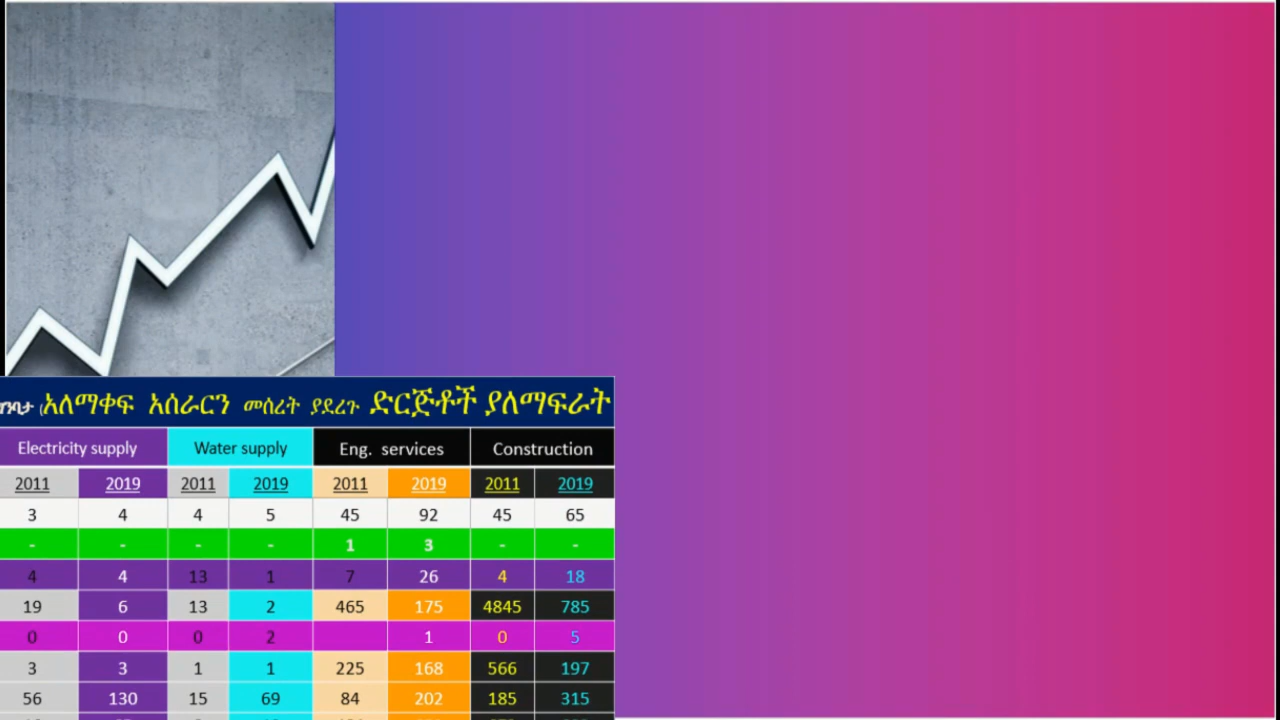 አለማቀፍ አሰራርን መሰረት ያደረጉ ድርጅቶች ያለማፍራት
Electricity supply Water supply Eng. services Construction
2011 2019 2011 2019 2011 2019 2011 2019
3 4 4 5 45 92 45 65
- - - - 1 3 - -
4 4 13 1 7 26 4 18
19 6 13 2 465 175 4845 785
0 0 0 2 1 0 5
3 3 1 1 225 168 566 197
56 130 15 69 84 202 185 315